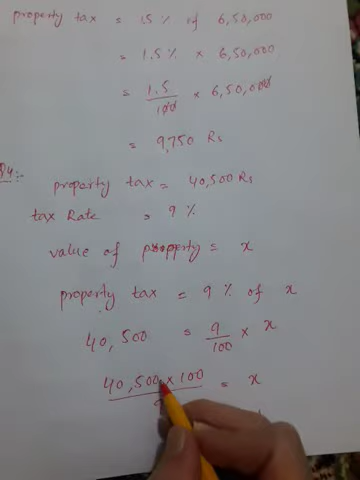 property tax = 1.5 % of 6,50,000
= 1.5 % × 6,50,000
= 1.5/100 × 6,50,000
= 9,750 Rs
Q4:-
property tax = 40,500 Rs
tax Rate = 9 %
value of property = x
property tax = 9 % of x
40,500 = 9/100 × x
40,500 × 100 = x